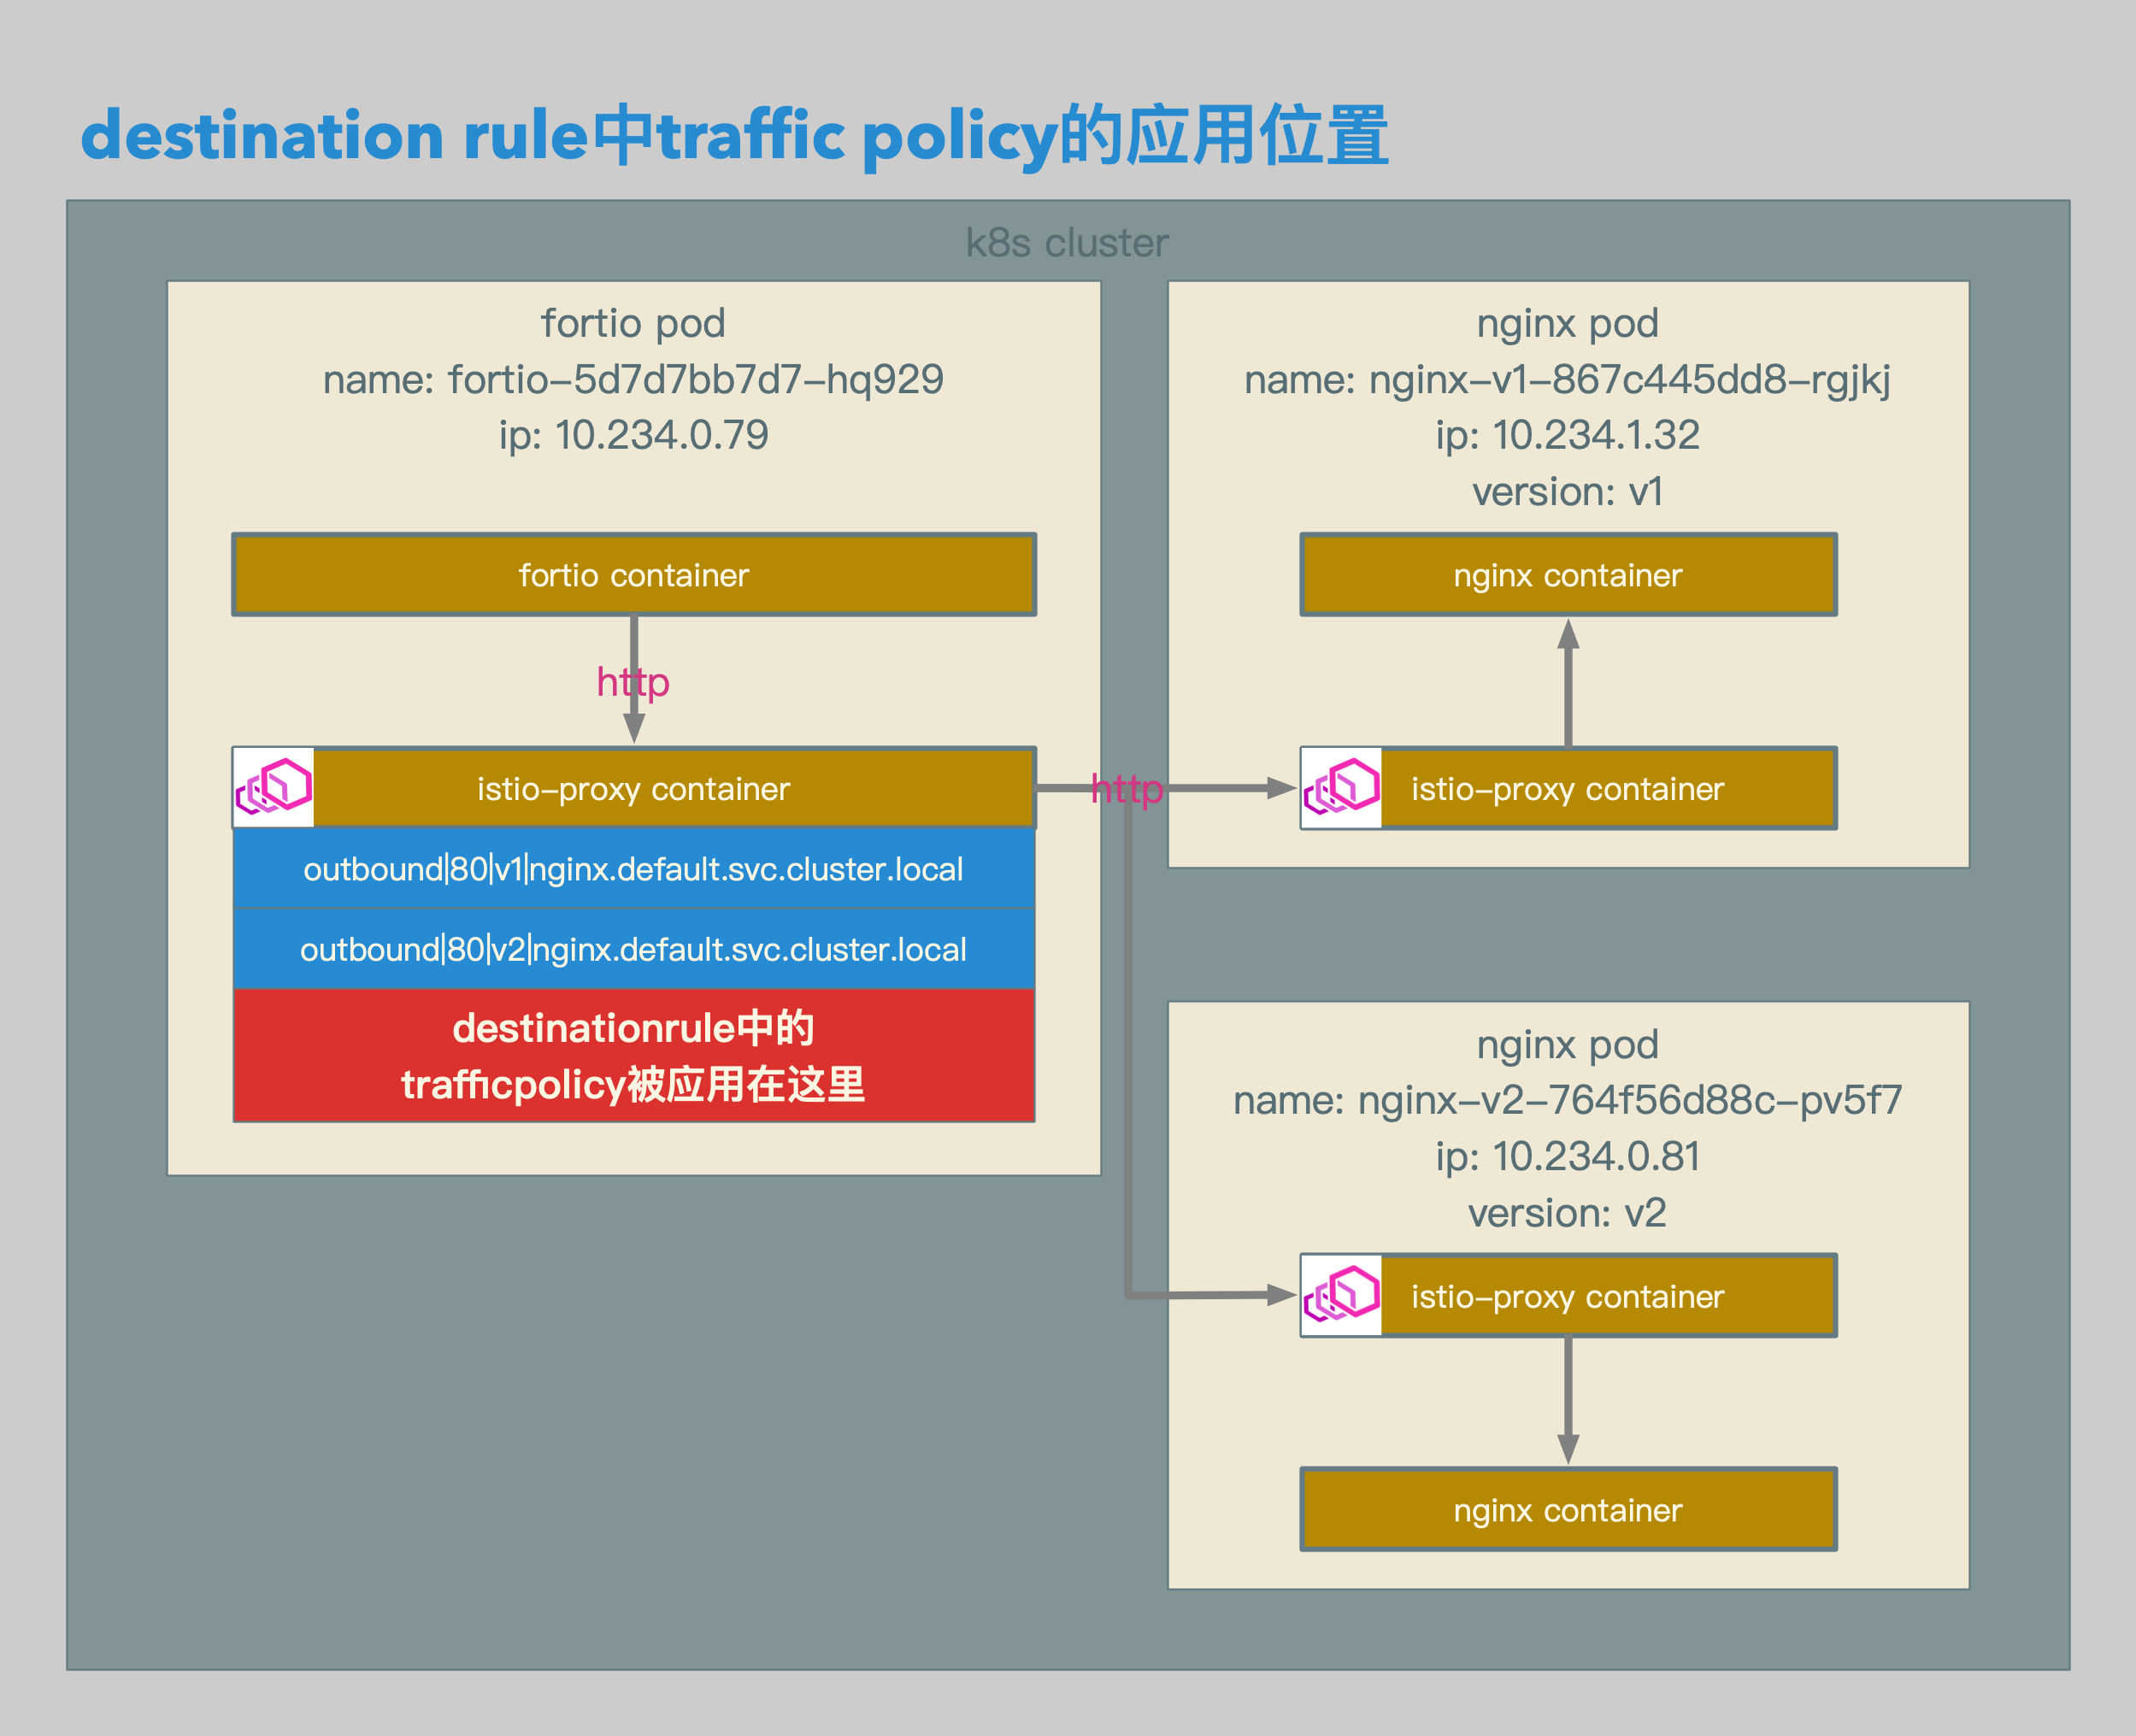 destination rule中traffic policy的应用位置
k8s cluster
fortio pod
name: fortio-5d7d7bb7d7-hq929
ip: 10.234.0.79
fortio container
http
istio-proxy container
outbound|80|v1|nginx.default.svc.cluster.local
outbound|80|v2|nginx.default.svc.cluster.local
destinationrule中的
trafficpolicy被应用在这里
http
nginx pod
name: nginx-v1-867c445dd8-rgjkj
ip: 10.234.1.32
version: v1
nginx container
istio-proxy container
nginx pod
name: nginx-v2-764f56d88c-pv5f7
ip: 10.234.0.81
version: v2
istio-proxy container
nginx container